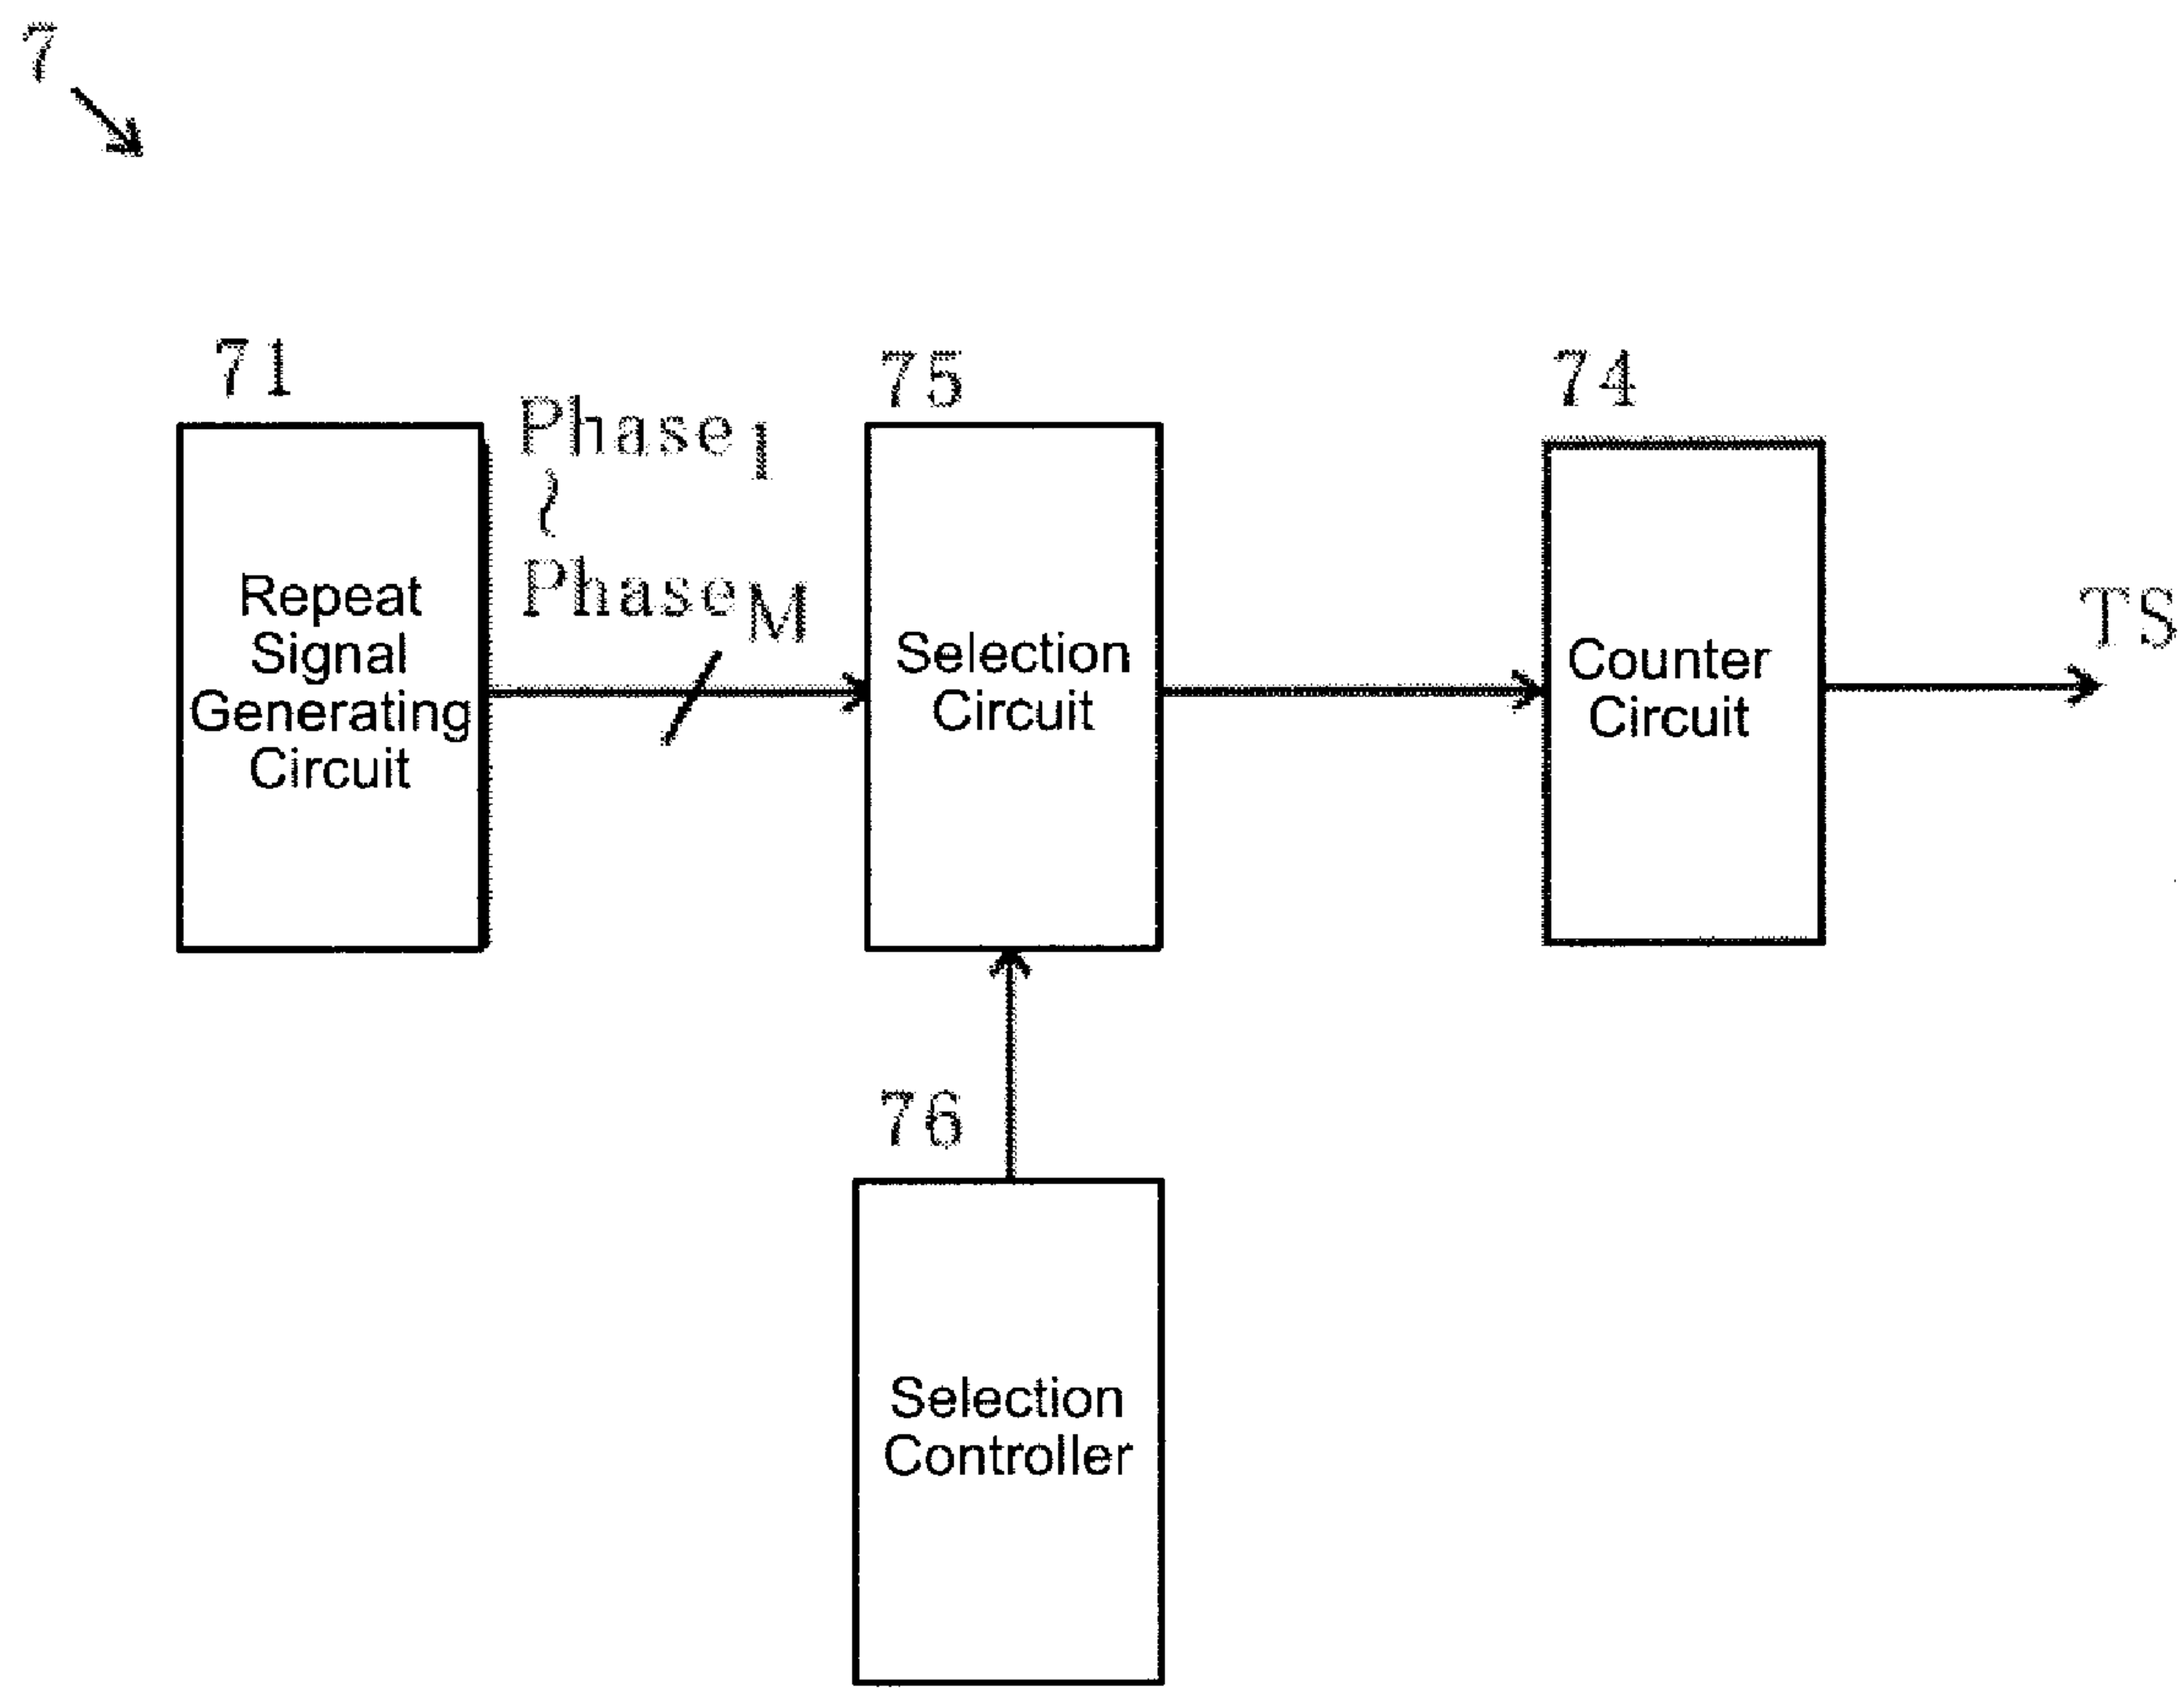 7
71
Phase1
~
PhaseM
75
74
Repeat
Signal
Generating
Circuit
Selection
Circuit
Counter
Circuit
TS
76
Selection
Controller